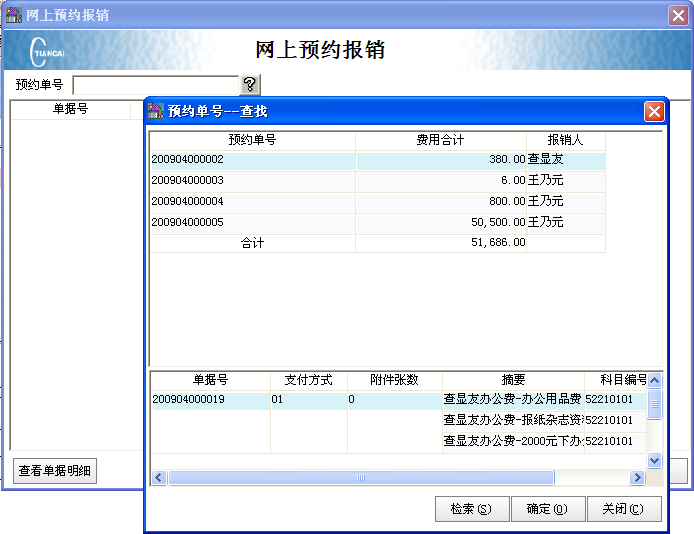 网上预约报销
TIANCAI
网上预约报销
预约单号
?
单据号
预约单号--查找
预约单号 费用合计 报销人
200904000002 380.00 查显友
200904000003 6.00 王乃元
200904000004 800.00 王乃元
200904000005 50,500.00 王乃元
合计 51,686.00
单据号 支付方式 附件张数 摘要 科目编号
200904000019 01 0 查显友办公费-办公用品费 52210101
查显友办公费-报纸杂志资 52210101
查显友办公费-2000元下办 52210101
查看单据明细
检索(S) 确定(O) 关闭(C)